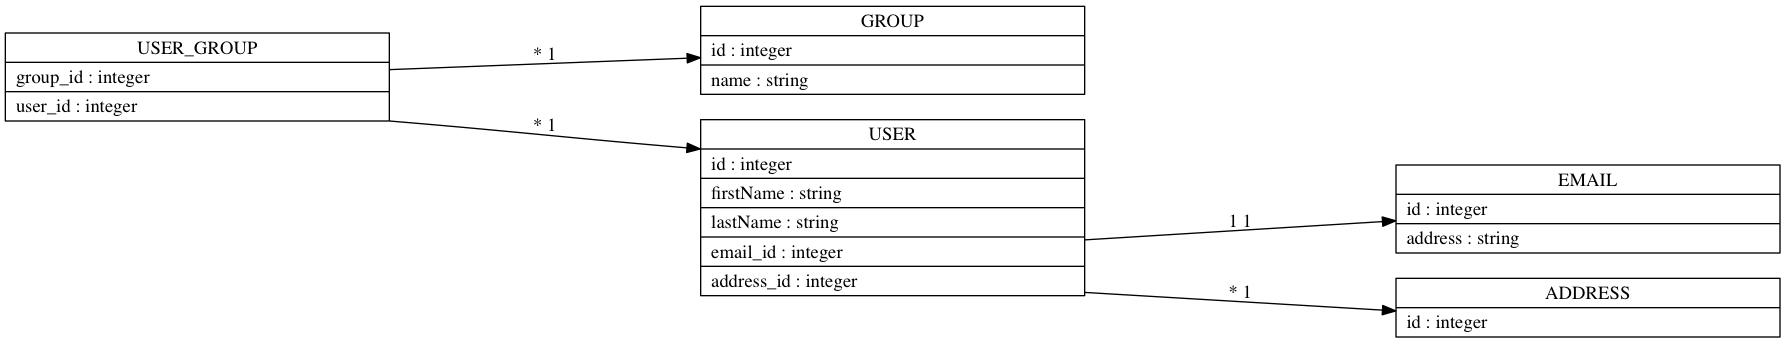 USER_GROUP
group_id : integer
user_id : integer
* 1
* 1
GROUP
id : integer
name : string
USER
id : integer
firstName : string
lastName : string
email_id : integer
address_id : integer
1 1
* 1
EMAIL
id : integer
address : string
ADDRESS
id : integer